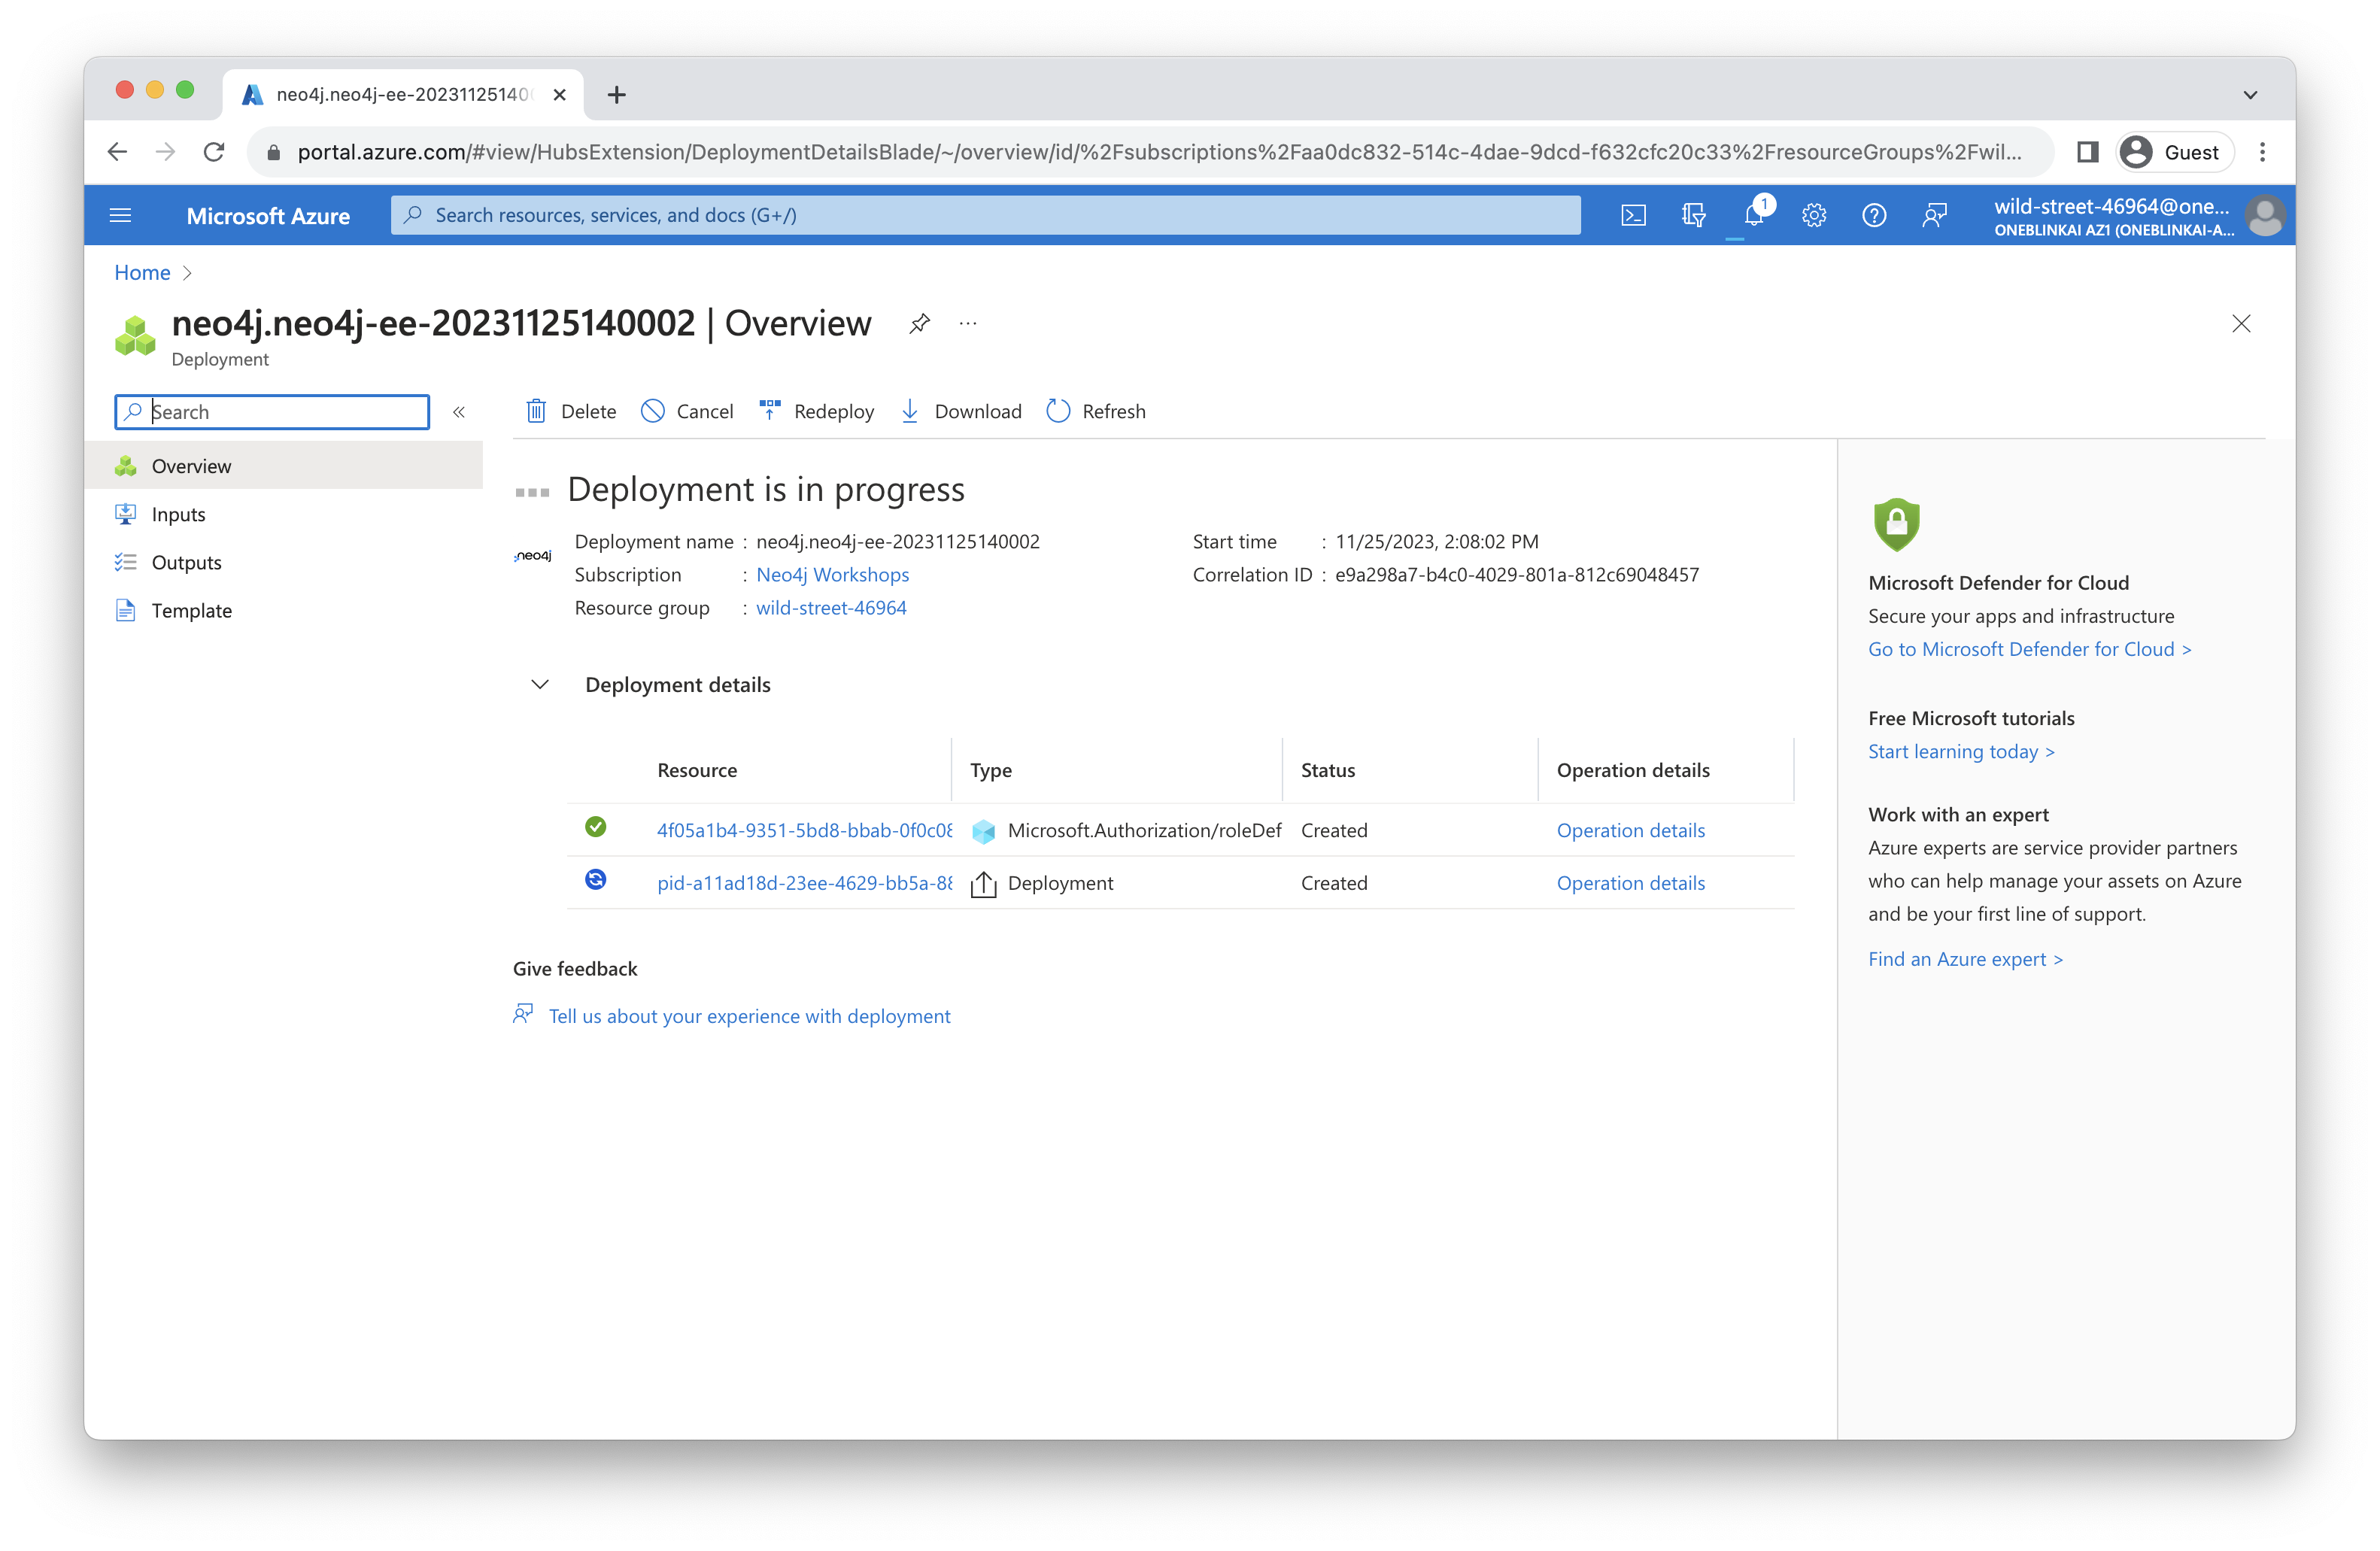 neo4j.neo4j-ee-20231125140
portal.azure.com/#view/HubsExtension/DeploymentDetailsBlade/~/overview/id/%2Fsubscriptions%2Faa0dc832-514c-4dae-9dcd-f632cfc20c33%2FresourceGroups%2Fwil...
Guest
Microsoft Azure
Search resources, services, and docs (G+/)
1
wild-street-46964@one...
ONEBLINKAI AZ1 (ONEBLINKAI-A...
Home
neo4j.neo4j-ee-20231125140002 | Overview
Deployment
Search
Delete
Cancel
Redeploy
Download
Refresh
Overview
Inputs
Outputs
Template
Deployment is in progress
neo4j
Deployment name : neo4j.neo4j-ee-20231125140002
Subscription : Neo4j Workshops
Resource group : wild-street-46964
Start time : 11/25/2023, 2:08:02 PM
Correlation ID : e9a298a7-b4c0-4029-801a-812c69048457
Deployment details
Resource Type Status Operation details
4f05a1b4-9351-5bd8-bbab-0f0c08 Microsoft.Authorization/roleDef Created Operation details
pid-a11ad18d-23ee-4629-bb5a-88 Deployment Created Operation details
Give feedback
Tell us about your experience with deployment
Microsoft Defender for Cloud
Secure your apps and infrastructure
Go to Microsoft Defender for Cloud >
Free Microsoft tutorials
Start learning today >
Work with an expert
Azure experts are service provider partners
who can help manage your assets on Azure
and be your first line of support.
Find an Azure expert >